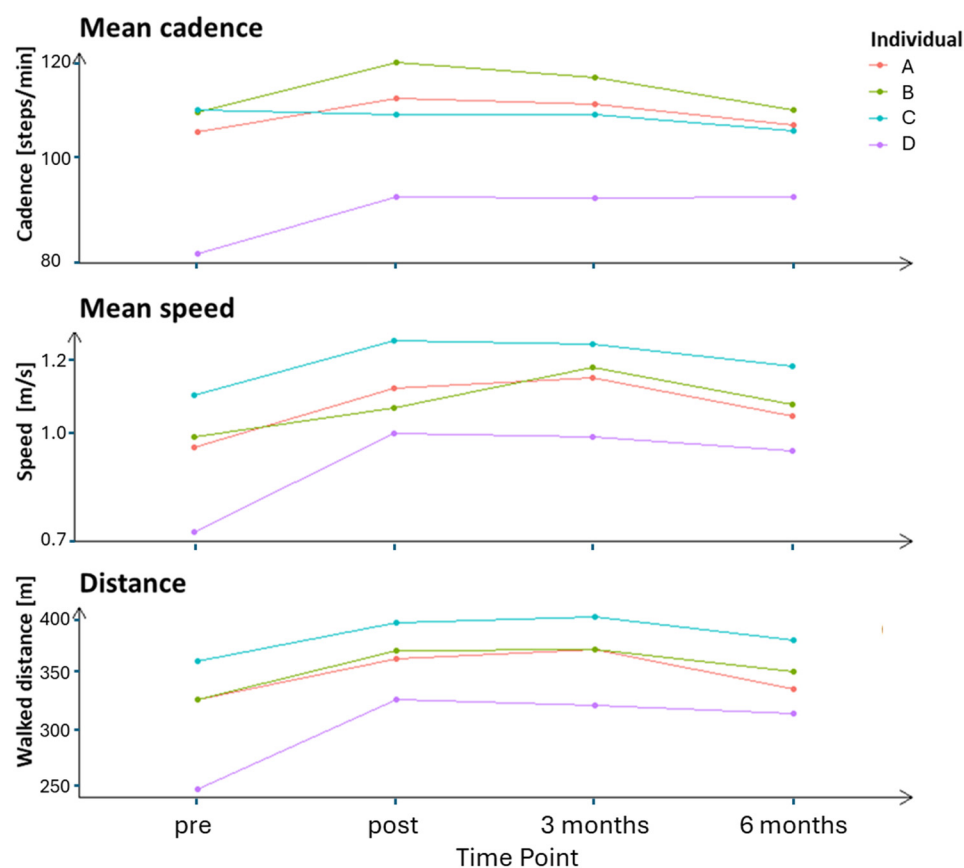 Mean cadence
Cadence [steps/min]
120
100
80
Individual
A
B
C
D
Mean speed
Speed [m/s]
1.2
1.0
0.7
Distance
Walked distance [m]
400
350
300
250
pre post 3 months 6 months
Time Point